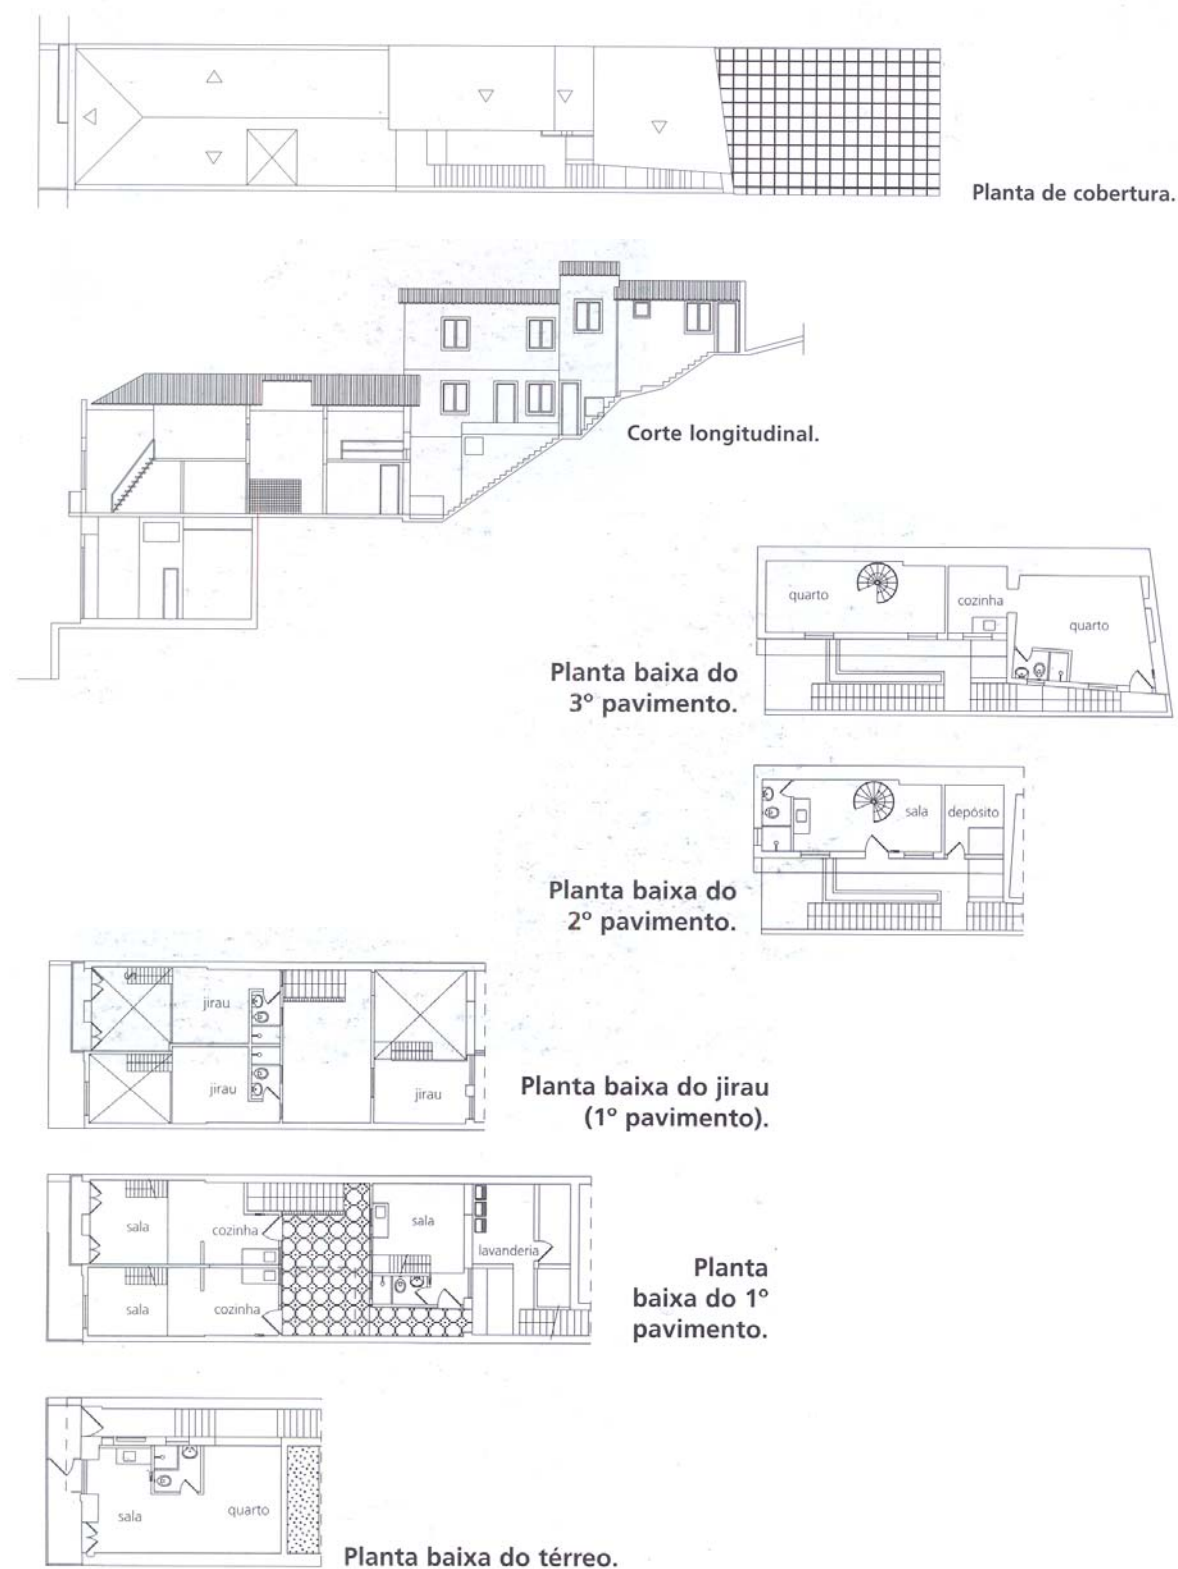 Planta de cobertura.
Corte longitudinal.
quarto
cozinha
quarto
Planta baixa do
3º pavimento.
sala
depósito
Planta baixa do
2º pavimento.
jirau
jirau
jirau
Planta baixa do jirau
(1º pavimento).
sala
cozinha
sala
lavanderia
sala
cozinha
Planta
baixa do 1º
pavimento.
sala
quarto
Planta baixa do térreo.